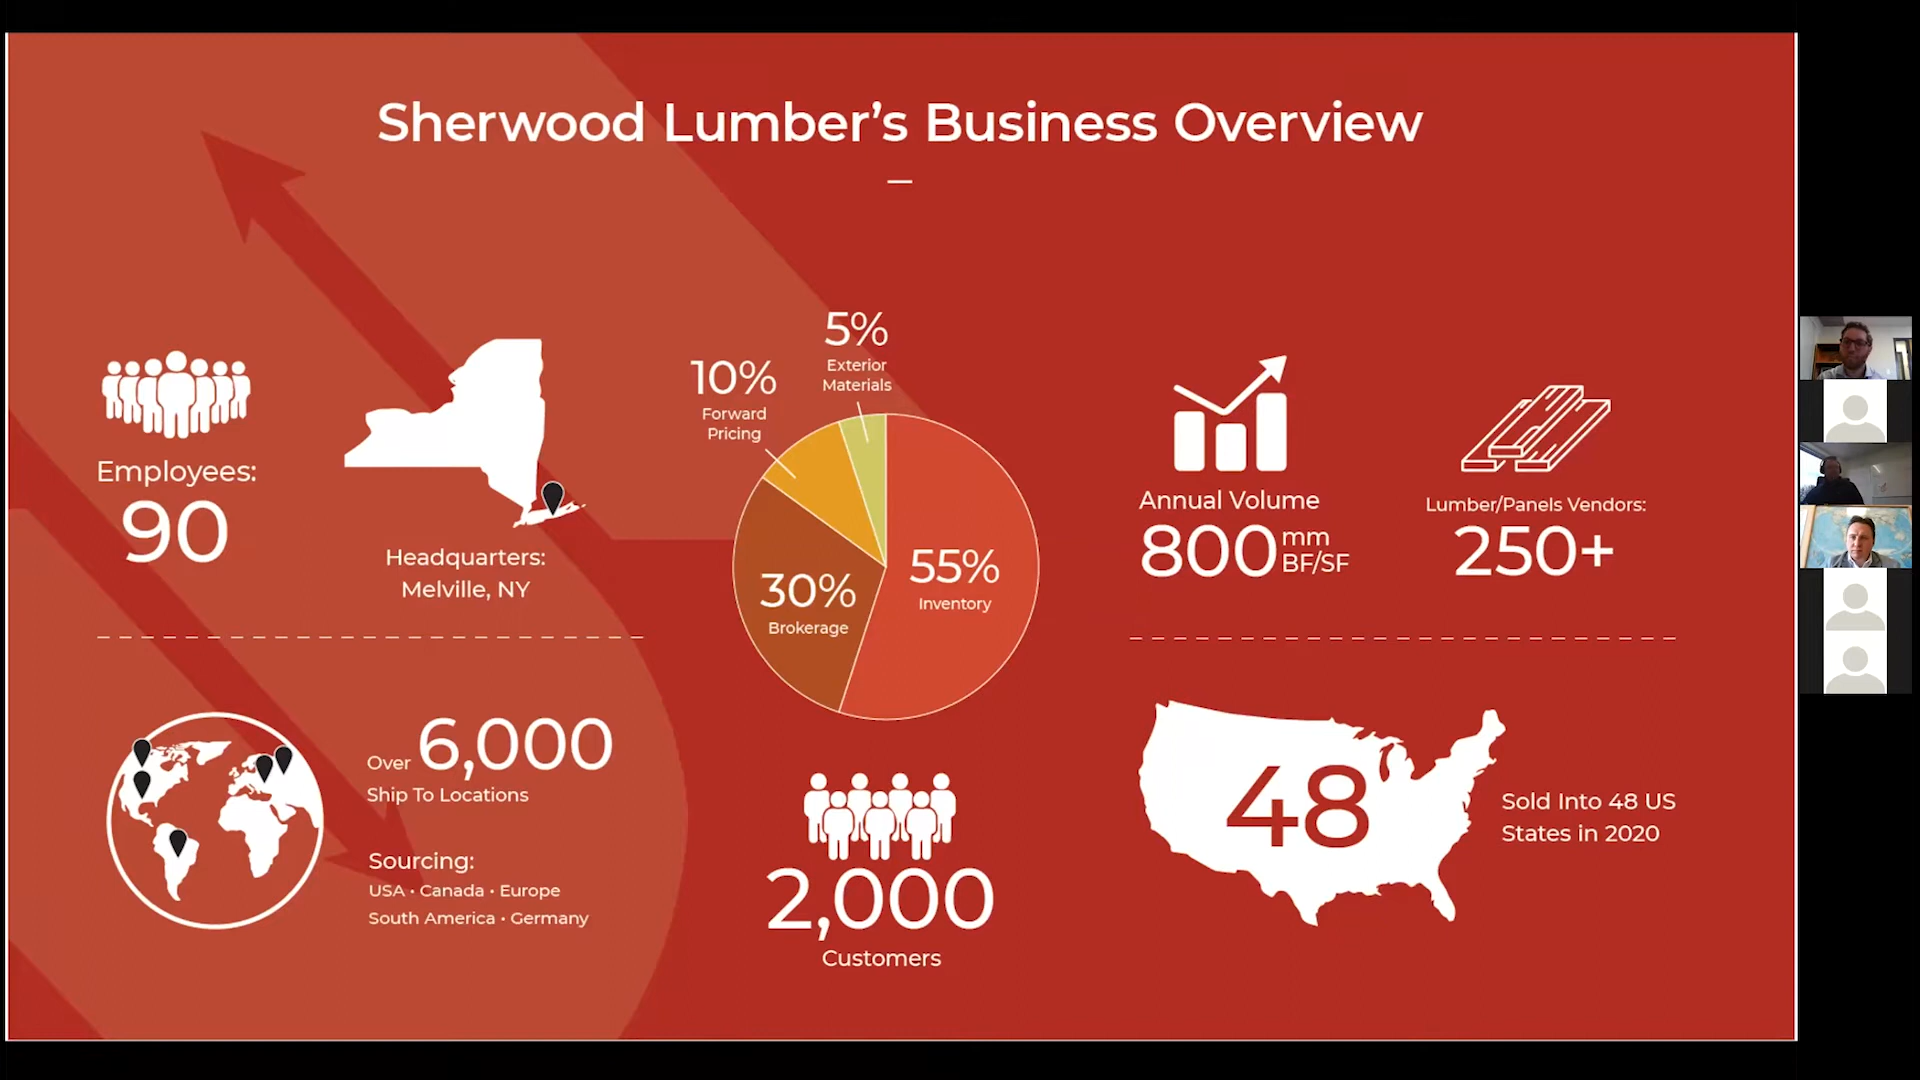 Sherwood Lumber's Business Overview
Employees:
90
Headquarters:
Melville, NY
Over 6,000
Ship To Locations
Sourcing:
USA • Canada • Europe
South America • Germany
5%
Exterior
Materials
10%
Forward
Pricing
55%
Inventory
30%
Brokerage
2,000
Customers
Annual Volume
800 mm
BF/SF
Lumber/Panels Vendors:
250+
48
Sold Into 48 US
States in 2020